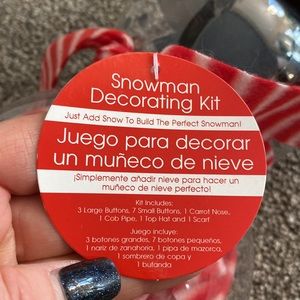 Snowman
Decorating Kit
Just Add Snow To Build The Perfect Snowman!
Juego para decorar
un muñeco de nieve
¡Simplemente añadir nieve para hacer un
muñeco de nieve perfecto!
Kit Includes:
3 Large Buttons, 7 Small Buttons, 1 Carrot Nose,
1 Cob Pipe, 1 Top Hat and 1 Scarf
Juego incluye:
3 botones grandes, 7 botones pequeños,
1 nariz de zanahoria, 1 pipa de mazorca,
1 sombrero de copa y
1 bufanda